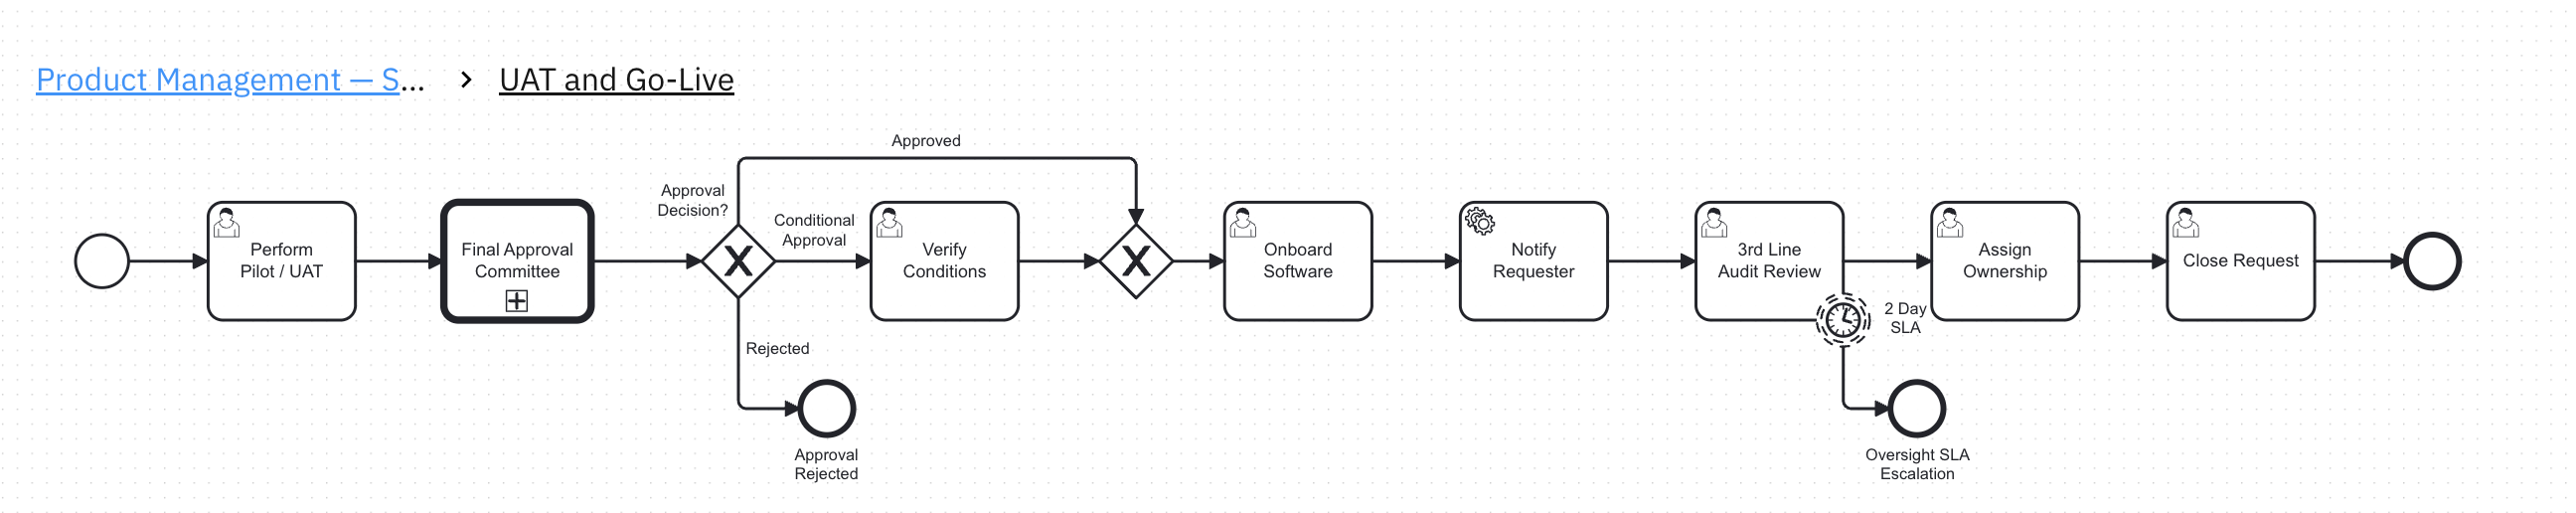 Product Management — S... > UAT and Go-Live
Approved
Approval
Decision?
Conditional
Approval
Perform
Pilot / UAT
Final Approval
Committee
Verify
Conditions
Onboard
Software
Notify
Requester
3rd Line
Audit Review
Assign
Ownership
Close Request
2 Day
SLA
Rejected
Approval
Rejected
Oversight SLA
Escalation